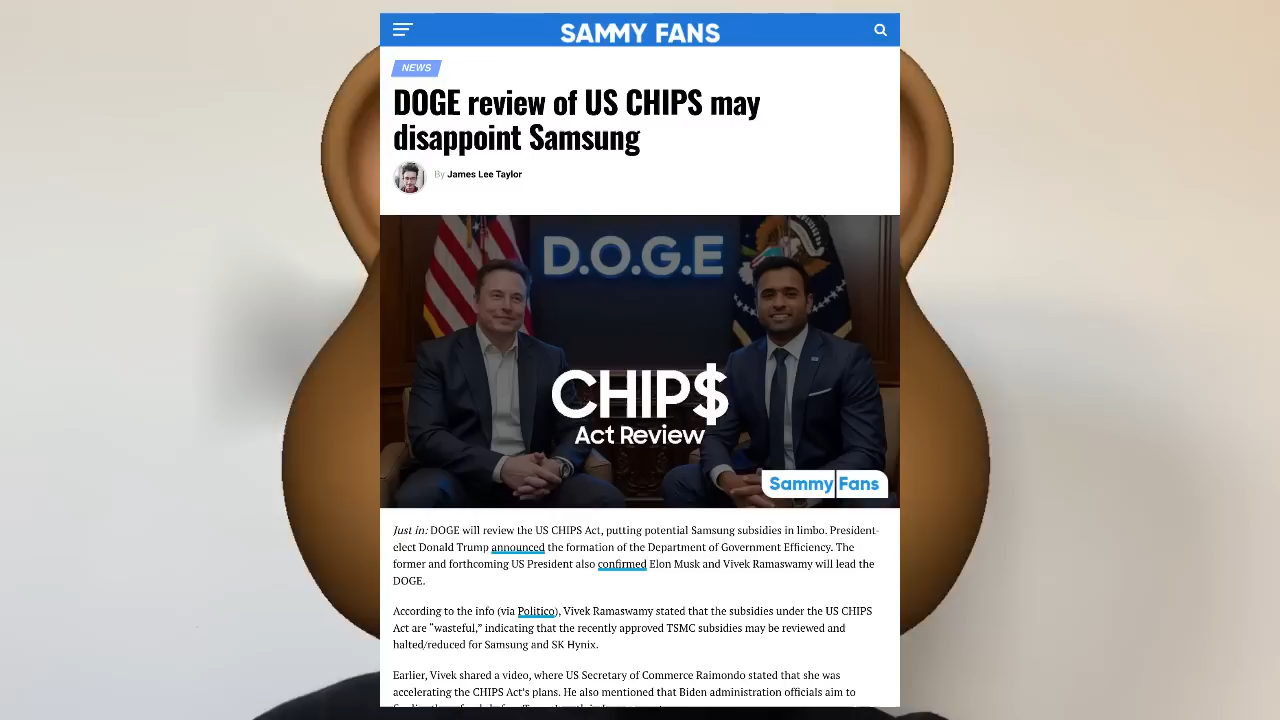 SAMMY FANS
NEWS
DOGE review of US CHIPS may
disappoint Samsung
By James Lee Taylor
D.O.G.E
CHIP$
Act Review
Sammy Fans
Just in: DOGE will review the US CHIPS Act, putting potential Samsung subsidies in limbo. President-
elect Donald Trump announced the formation of the Department of Government Efficiency. The
former and forthcoming US President also confirmed Elon Musk and Vivek Ramaswamy will lead the
DOGE.
According to the info (via Politico), Vivek Ramaswamy stated that the subsidies under the US CHIPS
Act are “wasteful,” indicating that the recently approved TSMC subsidies may be reviewed and
halted/reduced for Samsung and SK Hynix.
Earlier, Vivek shared a video, where US Secretary of Commerce Raimondo stated that she was
accelerating the CHIPS Act’s plans. He also mentioned that Biden administration officials aim to